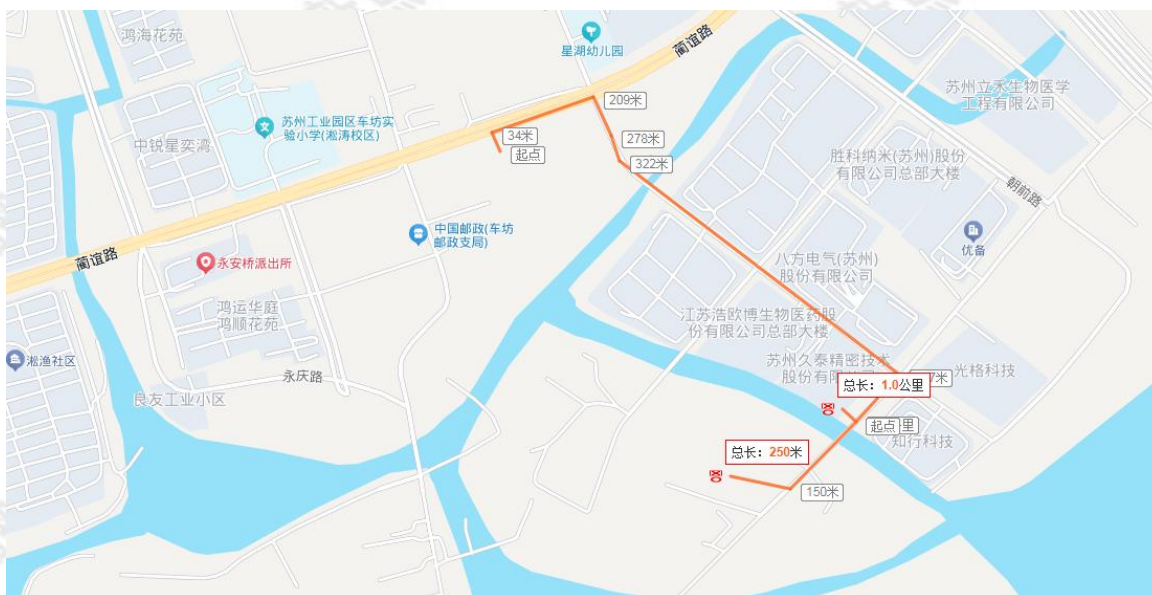 鸿海花苑
星湖幼儿园
蔺谊路
209米
苏州立禾生物医学
工程有限公司
苏州工业园区车坊实
验小学(淞涛校区)
中锐星奕湾
34米
起点
278米
322米
胜科纳米(苏州)股份
有限公司总部大楼
朝前路
中国邮政(车坊
邮政支局)
优备
蔺谊路
永安桥派出所
八方电气(苏州)
股份有限公司
鸿运华庭
鸿顺花苑
江苏浩欧博生物医药股
份有限公司总部大楼
淞渔社区
永庆路
苏州久泰精密技术
股份有限
光格科技
7米
总长：1.0公里
良友工业小区
起点
里
知行科技
总长：250米
150米